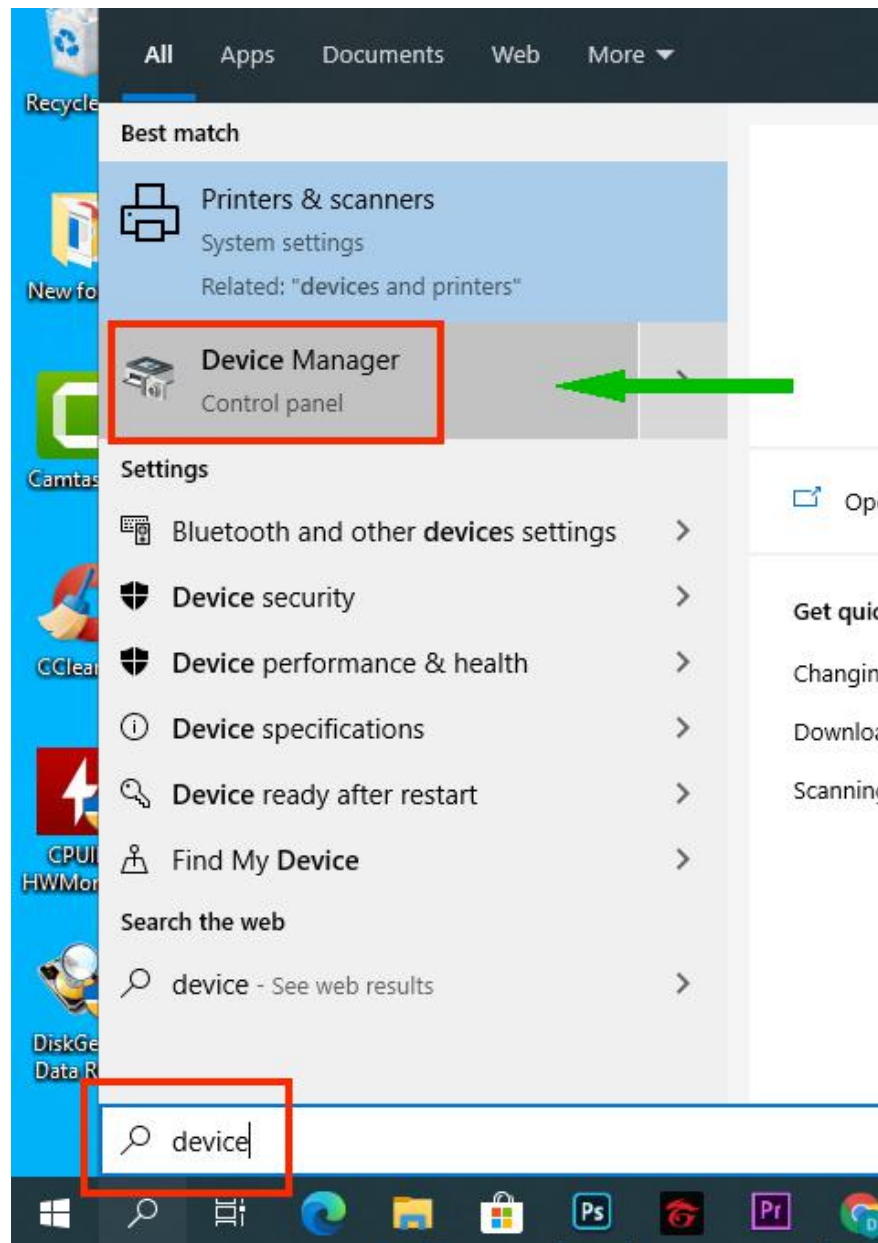 All Apps Documents Web More
Recycle
Best match
Printers & scanners
System settings
Related: "devices and printers"
New fo
Device Manager
Control panel
Camtas
Settings
Bluetooth and other devices settings
Device security
Device performance & health
Device specifications
Device ready after restart
Find My Device
CClea
CPUI
HWMon
Search the web
device - See web results
DiskGe
Data R
device
Ope
Get quic
Changin
Downloa
Scanning
Ps
Pr
D